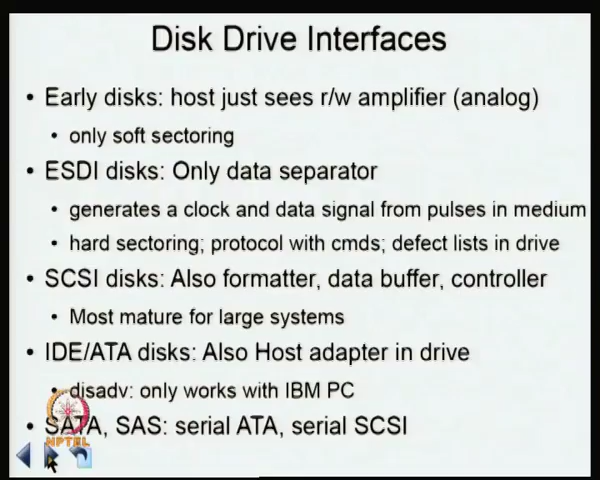 Disk Drive Interfaces
• Early disks: host just sees r/w amplifier (analog)
• only soft sectoring
• ESDI disks: Only data separator
• generates a clock and data signal from pulses in medium
• hard sectoring; protocol with cmds; defect lists in drive
• SCSI disks: Also formatter, data buffer, controller
• Most mature for large systems
• IDE/ATA disks: Also Host adapter in drive
• disadv: only works with IBM PC
• SATA, SAS: serial ATA, serial SCSI
NPTEL